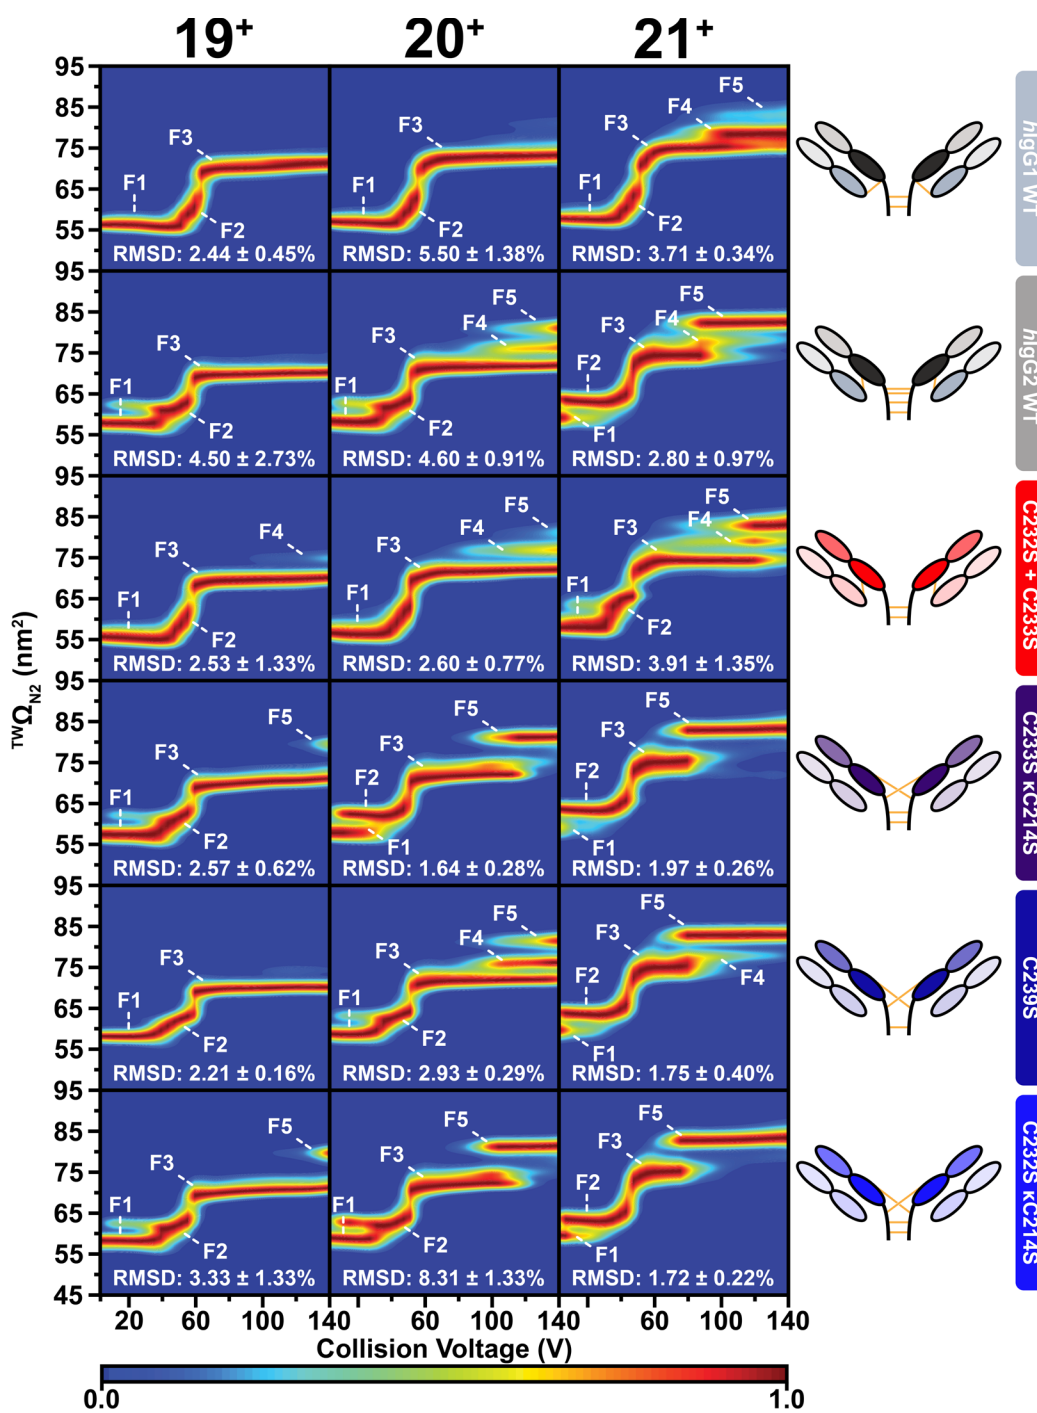 19⁺ 20⁺ 21⁺
95
85
75
65
55
F1 F2 F3
RMSD: 2.44 ± 0.45%
F1 F2 F3
RMSD: 5.50 ± 1.38%
F1 F2 F3 F4 F5
RMSD: 3.71 ± 0.34%
hIgG1 WT
95
85
75
65
55
F1 F2 F3
RMSD: 4.50 ± 2.73%
F1 F2 F3 F4 F5
RMSD: 4.60 ± 0.91%
F1 F2 F3 F4 F5
RMSD: 2.80 ± 0.97%
hIgG2 WT
95
85
75
65
55
F1 F2 F3 F4
RMSD: 2.53 ± 1.33%
F1 F3 F4 F5
RMSD: 2.60 ± 0.77%
F1 F2 F3 F4 F5
RMSD: 3.91 ± 1.35%
C232S + C233S
95
85
75
65
55
F1 F2 F3 F5
RMSD: 2.57 ± 0.62%
F1 F2 F3 F5
RMSD: 1.64 ± 0.28%
F1 F2 F3 F5
RMSD: 1.97 ± 0.26%
C233S κC214S
95
85
75
65
55
F1 F2 F3
RMSD: 2.21 ± 0.16%
F1 F2 F3 F4 F5
RMSD: 2.93 ± 0.29%
F1 F2 F3 F4 F5
RMSD: 1.75 ± 0.40%
C239S
95
85
75
65
55
45
F1 F2 F3 F5
RMSD: 3.33 ± 1.33%
F1 F2 F3 F5
RMSD: 8.31 ± 1.33%
F1 F2 F3 F5
RMSD: 1.72 ± 0.22%
C232S κC214S
ᵀᵂΩN2 (nm²)
20 60 100 140 60 100 140 60 100 140
Collision Voltage (V)
0.0 1.0